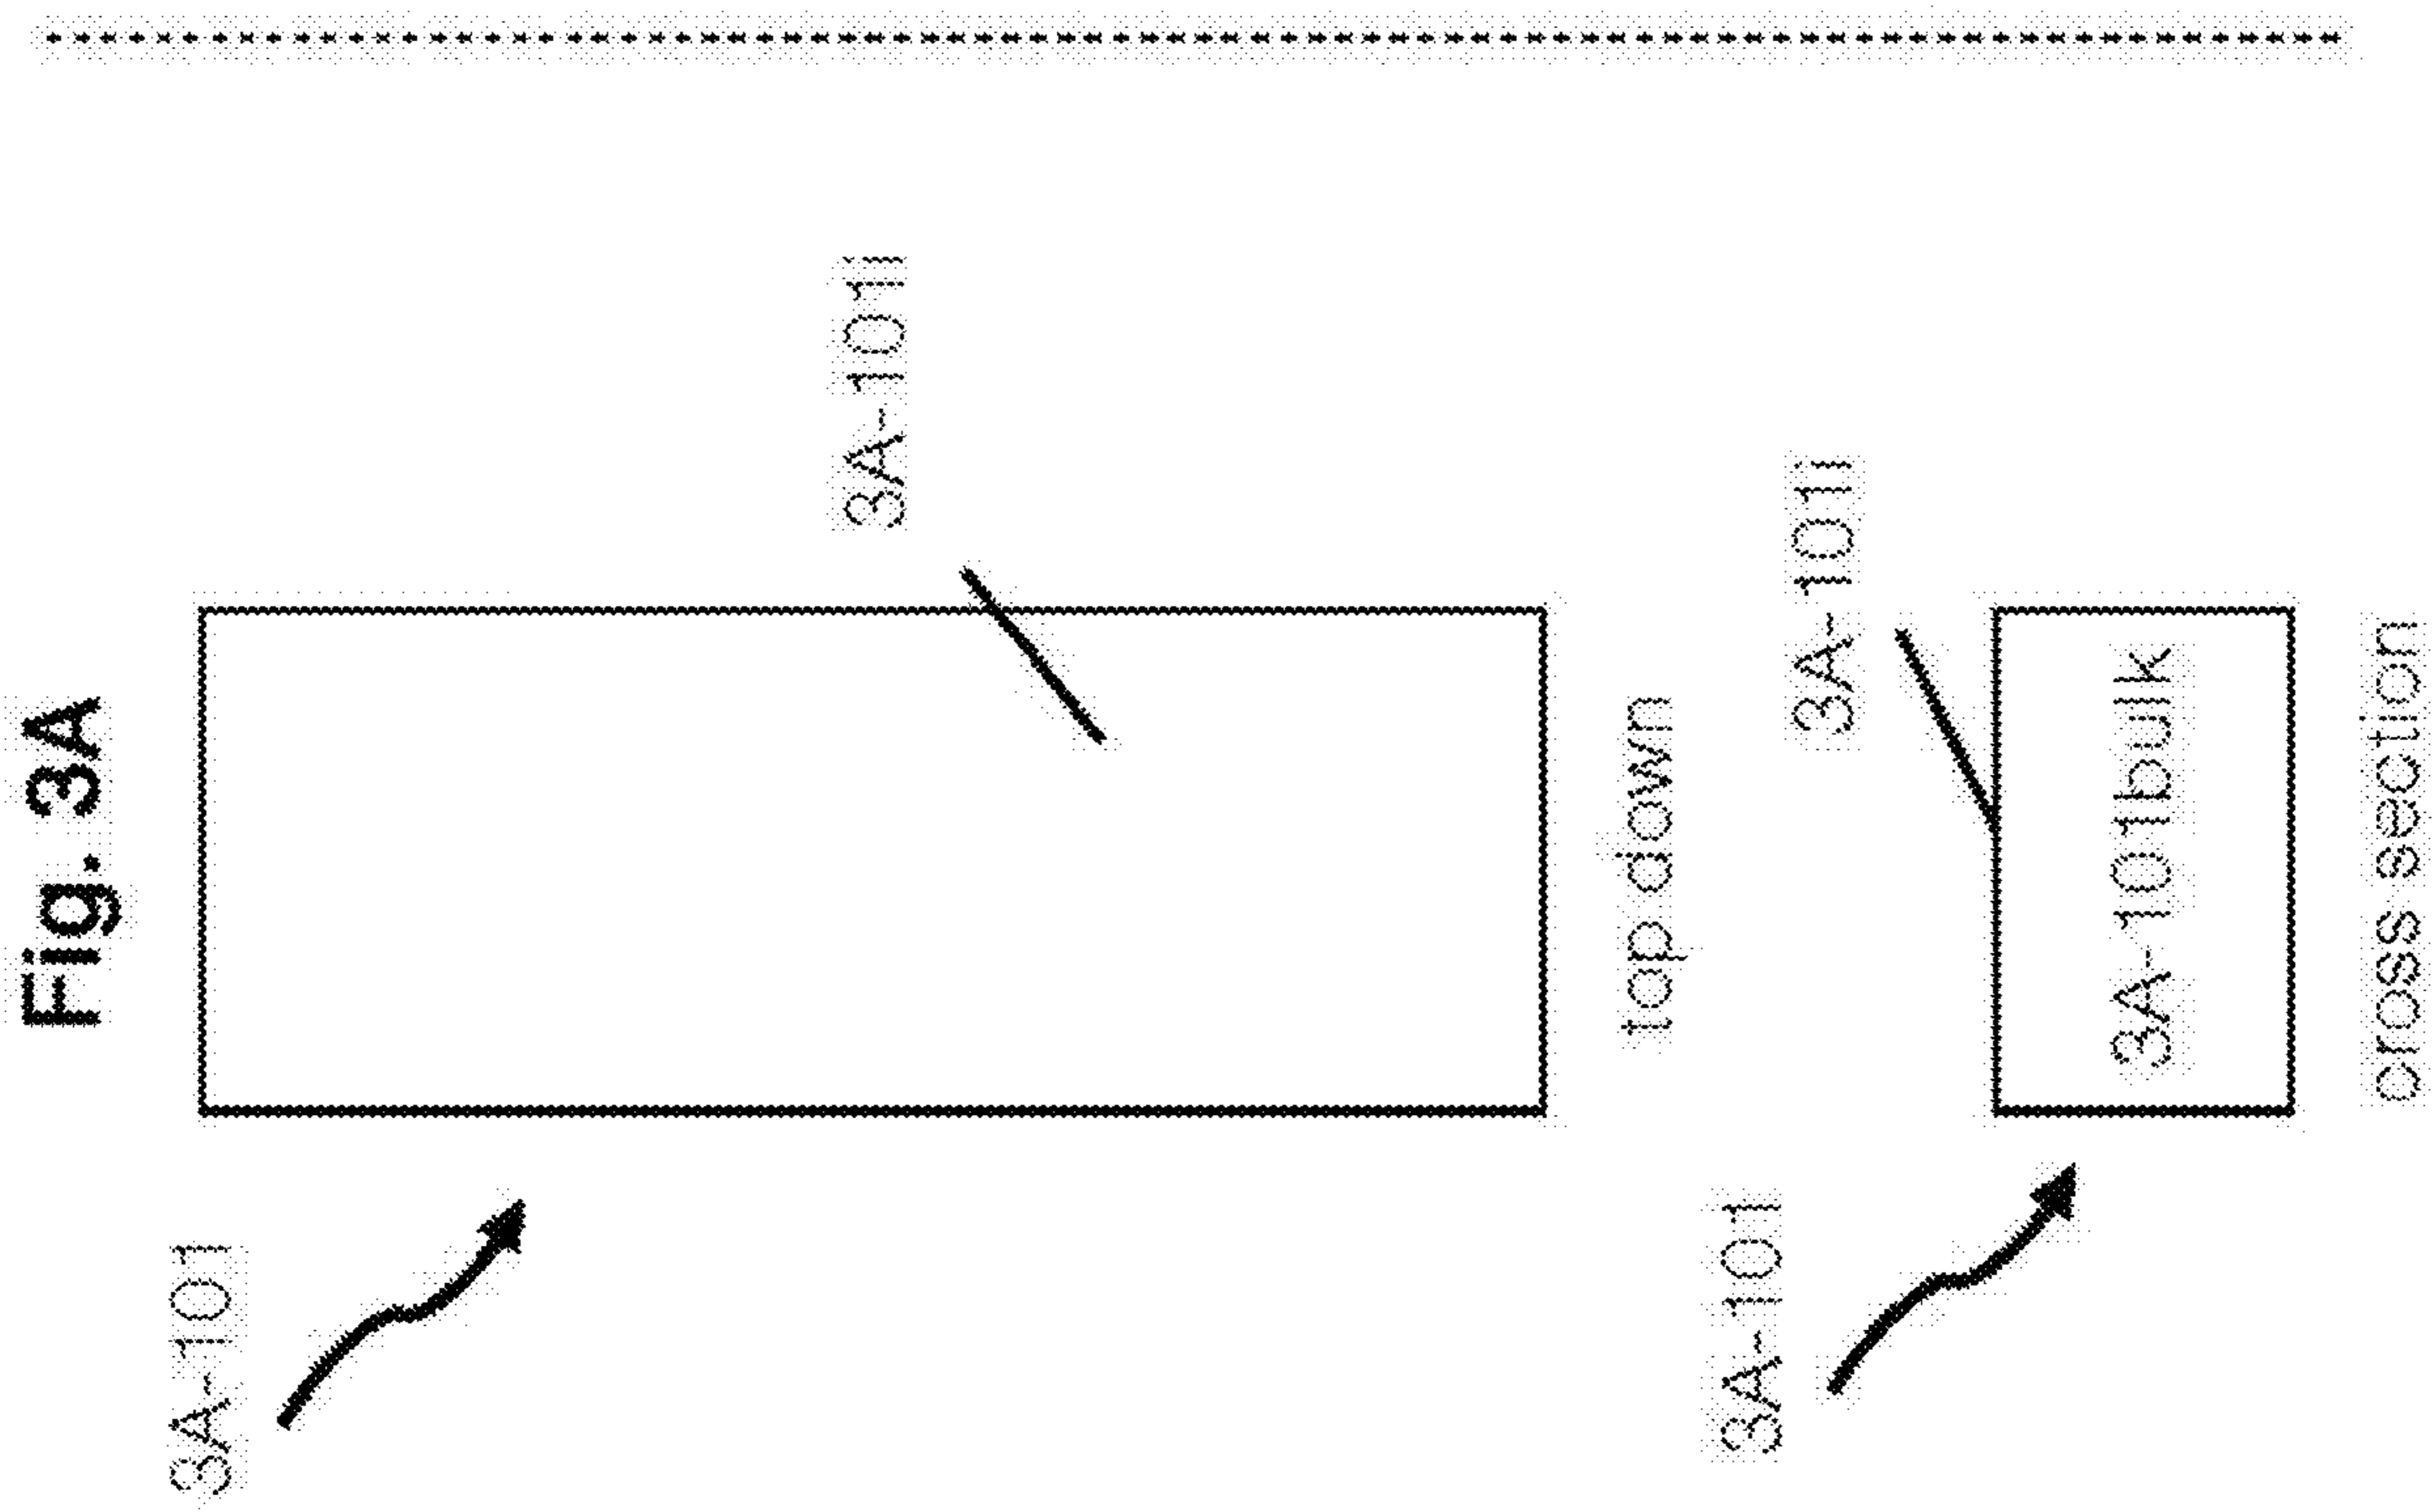 Fig. 3A
3A-101
3A-101i
top down
3A-101
3A-101i
3A-101bulk
cross section